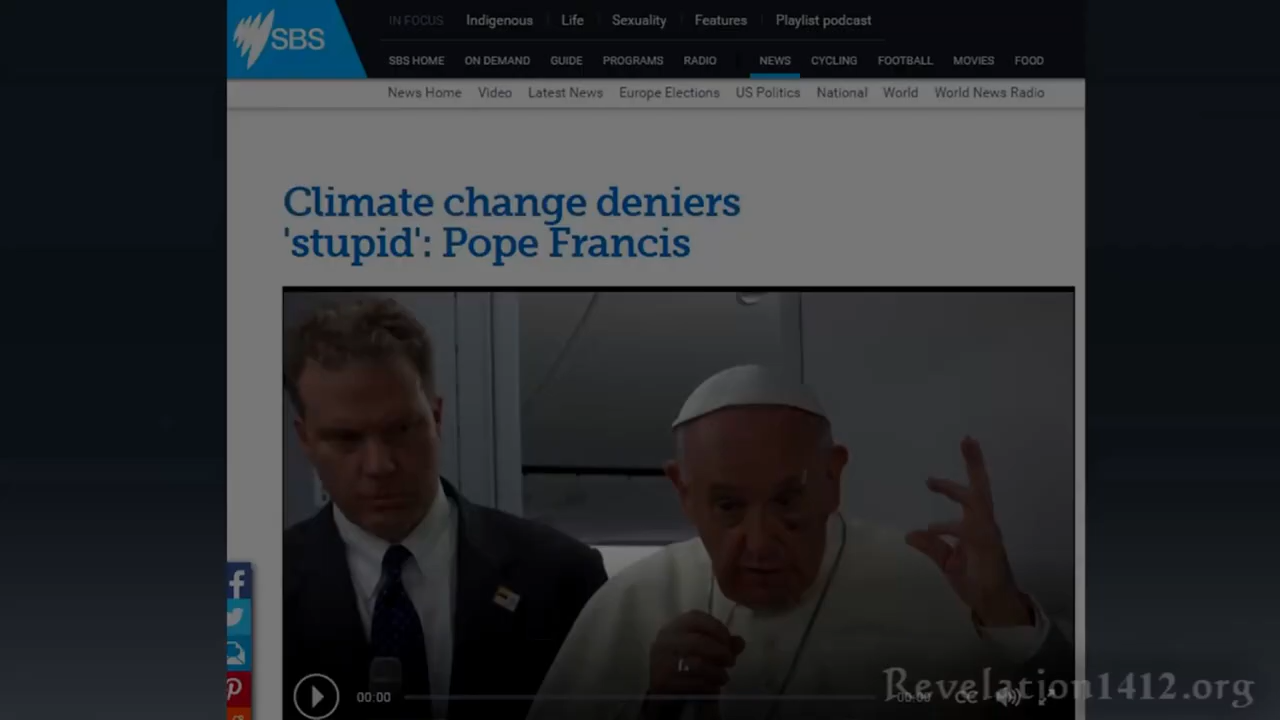 SBS
IN FOCUS Indigenous Life Sexuality Features Playlist podcast
SBS HOME ON DEMAND GUIDE PROGRAMS RADIO NEWS CYCLING FOOTBALL MOVIES FOOD
News Home Video Latest News Europe Elections US Politics National World World News Radio
Climate change deniers
'stupid': Pope Francis
00:00 00:00 CC
Revelation1412.org